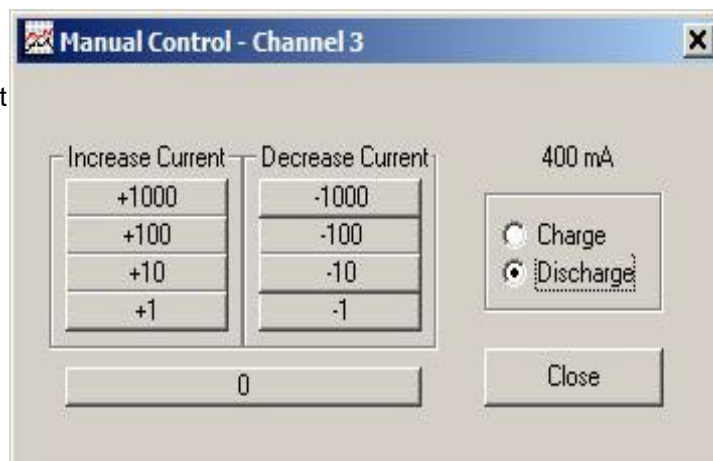 Manual Control - Channel 3
t
Increase Current Decrease Current 400 mA
+1000 -1000
+100 -100 Charge
+10 -10 Discharge
+1 -1
0 Close